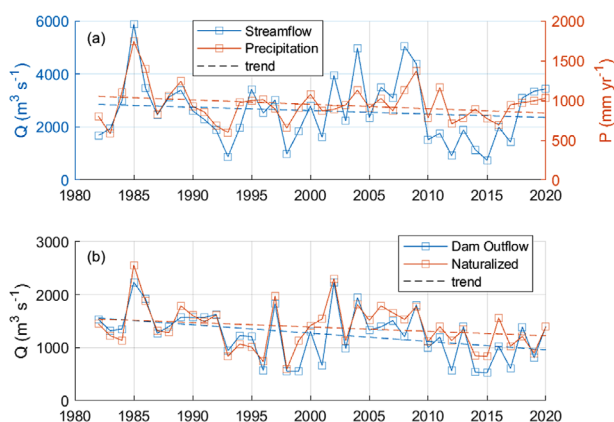 (a)
Streamflow
Precipitation
trend
Q (m³ s⁻¹)
6000
4000
2000
0
P (mm yr⁻¹)
2000
1500
1000
500
0
1980 1985 1990 1995 2000 2005 2010 2015 2020
(b)
Dam Outflow
Naturalized
trend
Q (m³ s⁻¹)
3000
2000
1000
0
1980 1985 1990 1995 2000 2005 2010 2015 2020